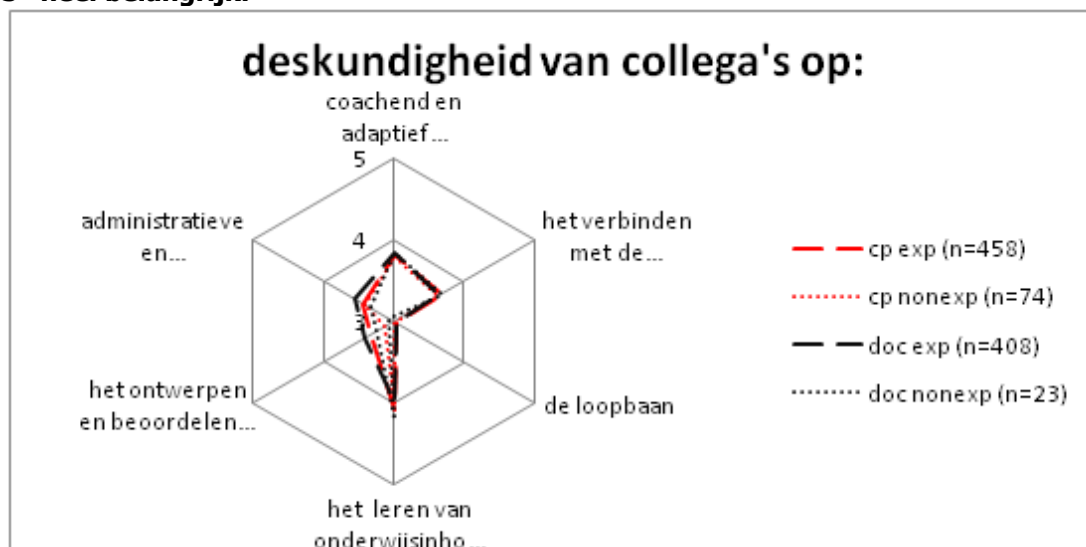 deskundigheid van collega's op:
coachend en
adaptief...
5
4
administratieve
en...
het verbinden
met de...
het ontwerpen
en beoordelen...
de loopbaan
het leren van
onderwijsinho...
cp exp (n=458)
cp nonexp (n=74)
doc exp (n=408)
doc nonexp (n=23)